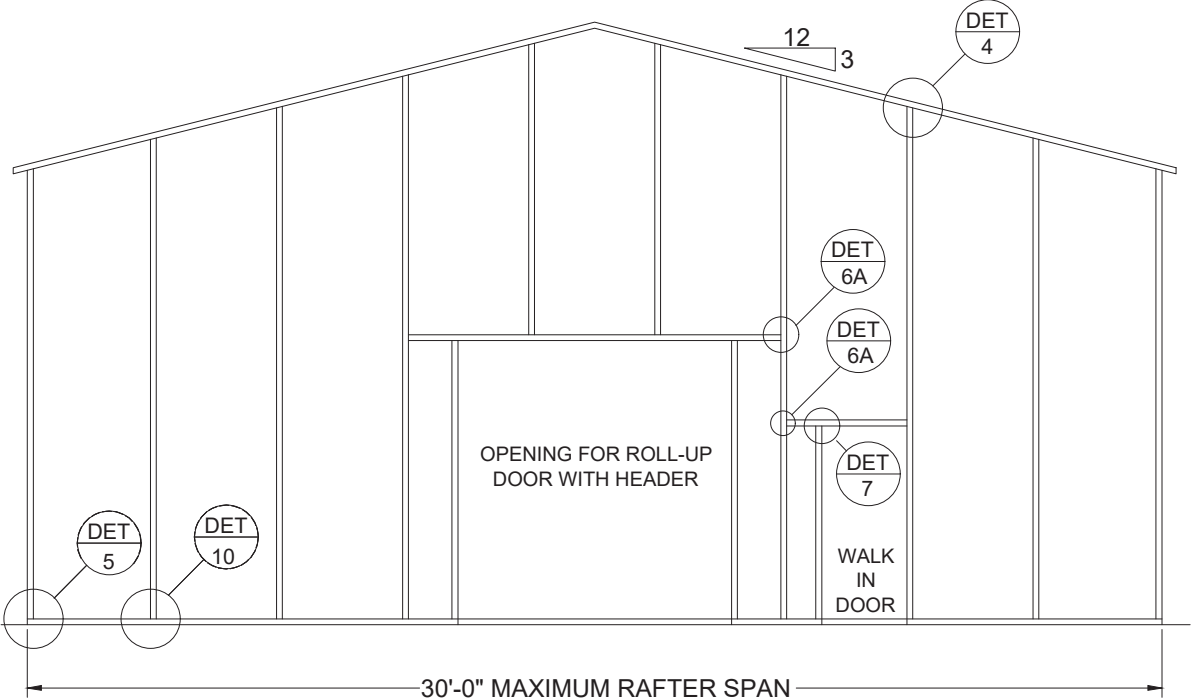 DET
4
12
3
DET
6A
DET
6A
OPENING FOR ROLL-UP
DOOR WITH HEADER
DET
7
DET
5
DET
10
WALK
IN
DOOR
30'-0" MAXIMUM RAFTER SPAN